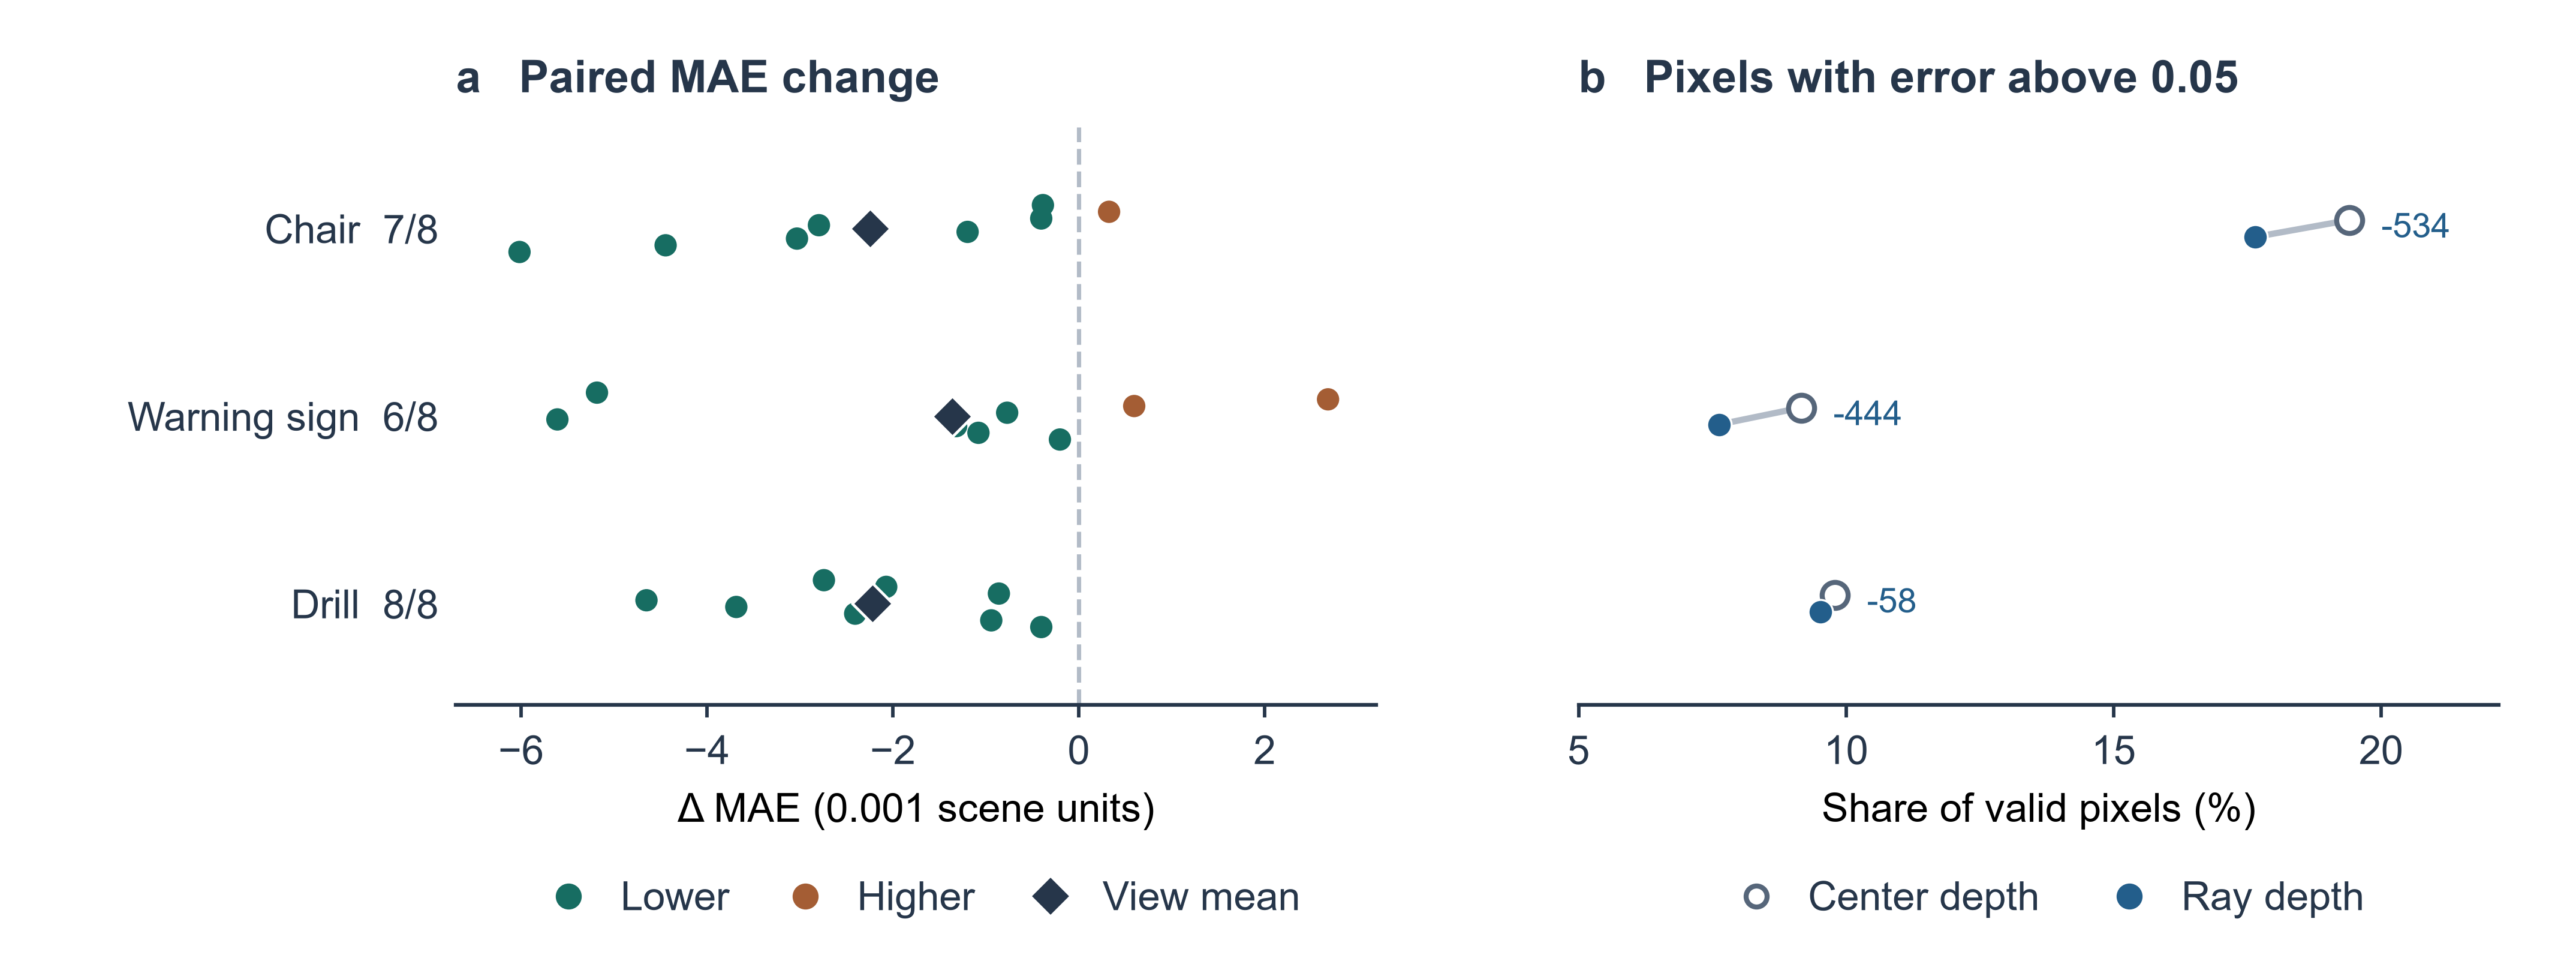 a Paired MAE change
Chair 7/8
Warning sign 6/8
Drill 8/8
−6 −4 −2 0 2
Δ MAE (0.001 scene units)
Lower Higher View mean
b Pixels with error above 0.05
-534
-444
-58
5 10 15 20
Share of valid pixels (%)
Center depth Ray depth